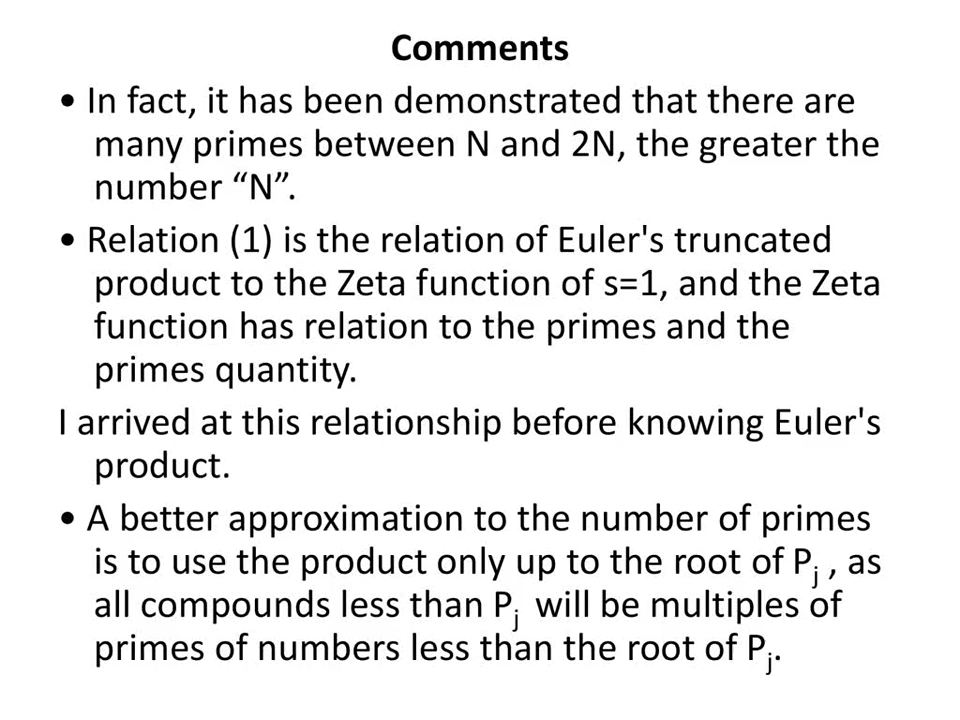 Comments
• In fact, it has been demonstrated that there are
many primes between N and 2N, the greater the
number “N”.
• Relation (1) is the relation of Euler's truncated
product to the Zeta function of s=1, and the Zeta
function has relation to the primes and the
primes quantity.
I arrived at this relationship before knowing Euler's
product.
• A better approximation to the number of primes
is to use the product only up to the root of Pj , as
all compounds less than Pj will be multiples of
primes of numbers less than the root of Pj.